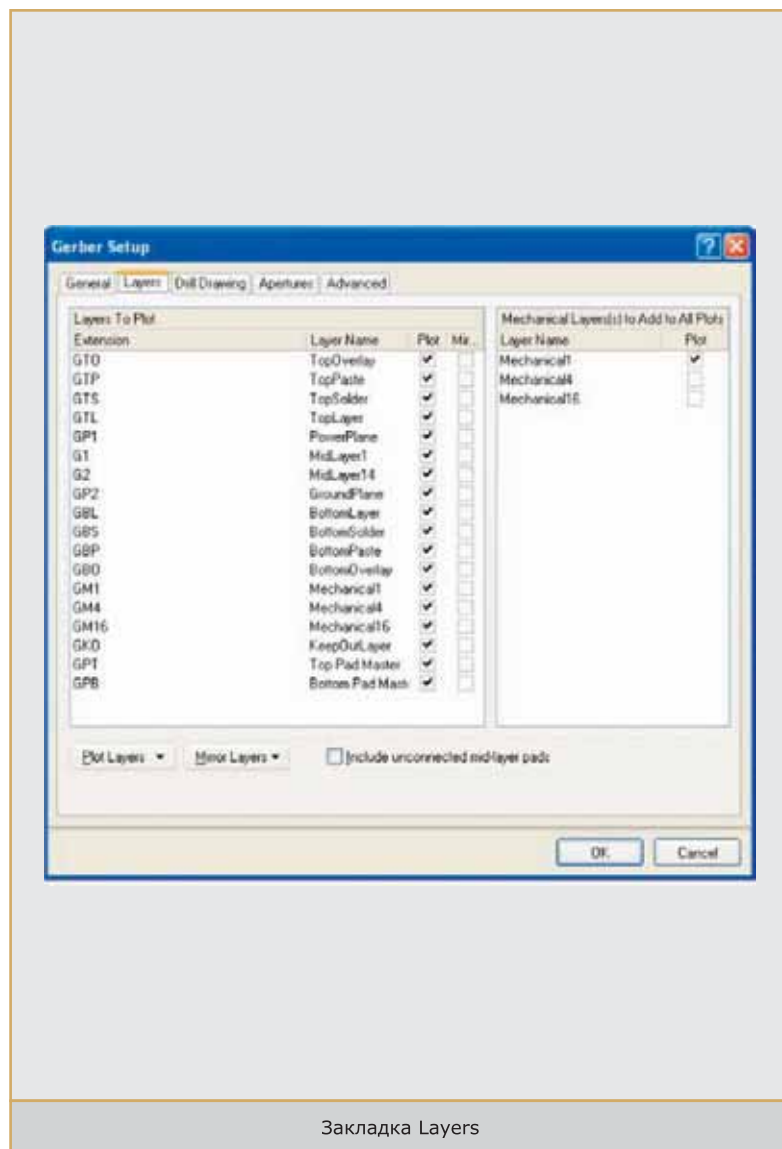 Gerber Setup
General Layers Drill Drawing Apertures Advanced
Layers To Plot
Extension Layer Name Plot Mir...
GTO TopOverlay
GTP TopPaste
GTS TopSolder
GTL TopLayer
GP1 PowerPlane
G1 MidLayer1
G2 MidLayer14
GP2 GroundPlane
GBL BottomLayer
GBS BottomSolder
GBP BottomPaste
GBO BottomOverlay
GM1 Mechanical1
GM4 Mechanical4
GM16 Mechanical16
GKO KeepOutLayer
GPT Top Pad Master
GPB Bottom Pad Mast
Mechanical Layers(s) to Add to All Plots
Layer Name Plot
Mechanical1
Mechanical4
Mechanical16
Plot Layers Mirror Layers Include unconnected mid-layer pads
OK Cancel
Закладка Layers